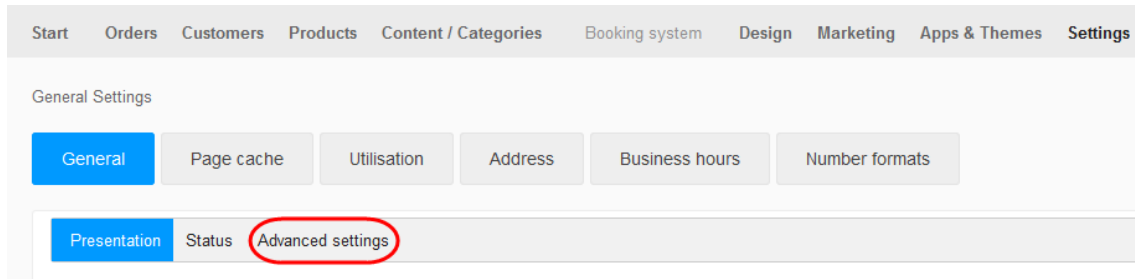 Start Orders Customers Products Content / Categories Booking system Design Marketing Apps & Themes Settings
General Settings
General Page cache Utilisation Address Business hours Number formats
Presentation Status Advanced settings